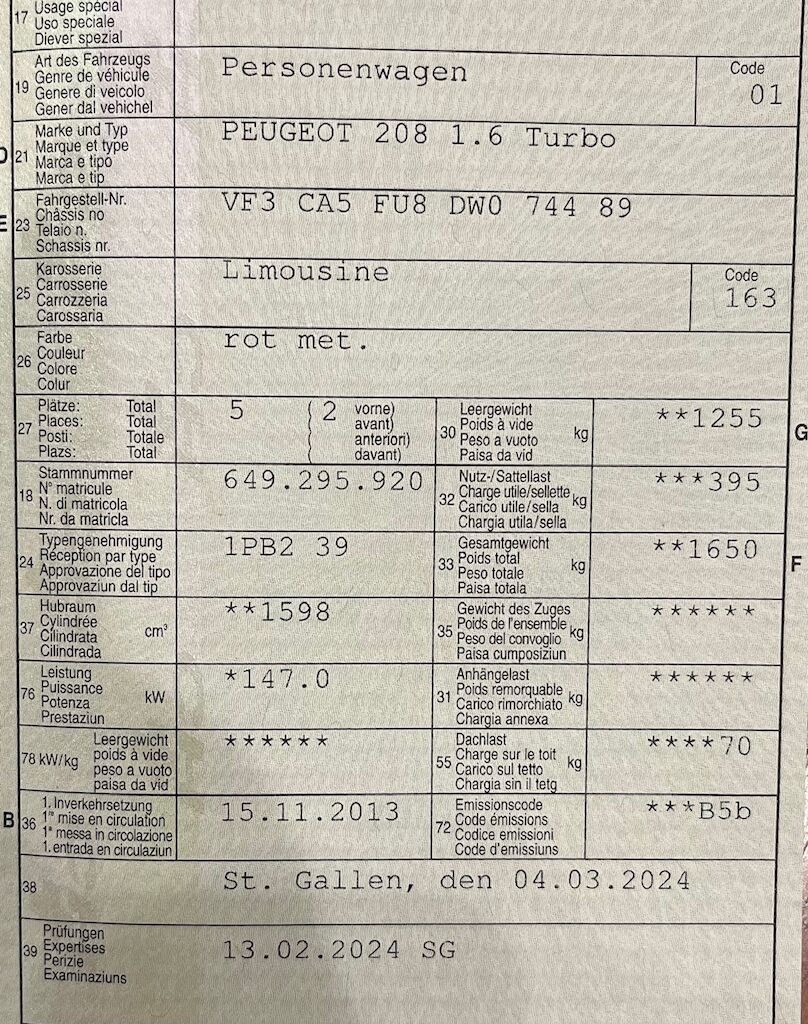 17 Usage spécial
Uso speciale
Diever spezial
19 Art des Fahrzeugs
Genre de véhicule
Genere di veicolo
Gener dal vehichel
Personenwagen
Code
01
21 Marke und Typ
Marque et type
Marca e tipo
Marca e tip
PEUGEOT 208 1.6 Turbo
E
23 Fahrgestell-Nr.
Châssis no
Telaio n.
Schassis nr.
VF3 CA5 FU8 DW0 744 89
25 Karosserie
Carrosserie
Carrozzeria
Carossaria
Limousine
Code
163
26 Farbe
Couleur
Colore
Colur
rot met.
27 Plätze: Total
Places: Total
Posti: Totale
Plazs: Total
5 ( 2 vorne)
avant)
( anteriori)
( davant)
30 Leergewicht
Poids à vide
Peso a vuoto
Paisa da vid
kg
**1255
G
18 Stammnummer
N° matricule
N. di matricola
Nr. da matricla
649.295.920
32 Nutz-/Sattellast
Charge utile/sellette
Carico utile/sella
Chargia utila/sella
kg
***395
24 Typengenehmigung
Réception par type
Approvazione del tipo
Approvaziun dal tip
1PB2 39
33 Gesamtgewicht
Poids total
Peso totale
Paisa totala
kg
**1650
F
37 Hubraum
Cylindrée
Cilindrata
Cilindrada
cm³
**1598
35 Gewicht des Zuges
Poids de l'ensemble
Peso del convoglio
Paisa cumposiziun
kg
******
76 Leistung
Puissance
Potenza
Prestaziun
kW
*147.0
31 Anhängelast
Poids remorquable
Carico rimorchiato
Chargia annexa
kg
******
78 kW/kg
Leergewicht
poids à vide
peso a vuoto
paisa da vid
******
55 Dachlast
Charge sur le toit
Carico sul tetto
Chargia sin il tetg
kg
****70
B
36 1. Inverkehrsetzung
1re mise en circulation
1a messa in circolazione
1. entrada en circulaziun
15.11.2013
72 Emissionscode
Code émissions
Codice emissioni
Code d'emissiuns
***B5b
38
St. Gallen, den 04.03.2024
39 Prüfungen
Expertises
Perizie
Examinaziuns
13.02.2024 SG